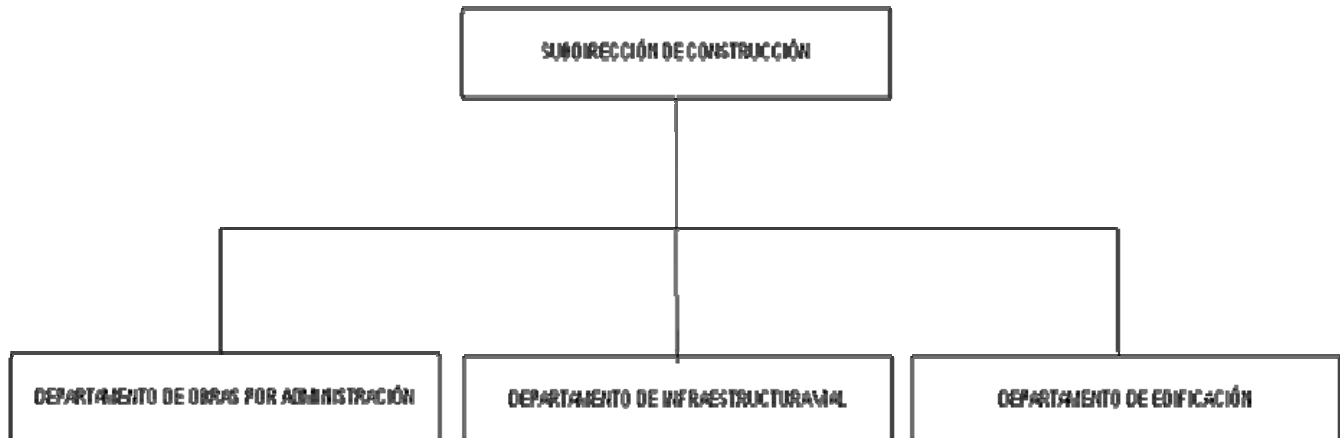 SUBDIRECCIÓN DE CONSTRUCCIÓN
DEPARTAMENTO DE OBRAS POR ADMINISTRACIÓN
DEPARTAMENTO DE INFRAESTRUCTURA VIAL
DEPARTAMENTO DE EDIFICACIÓN